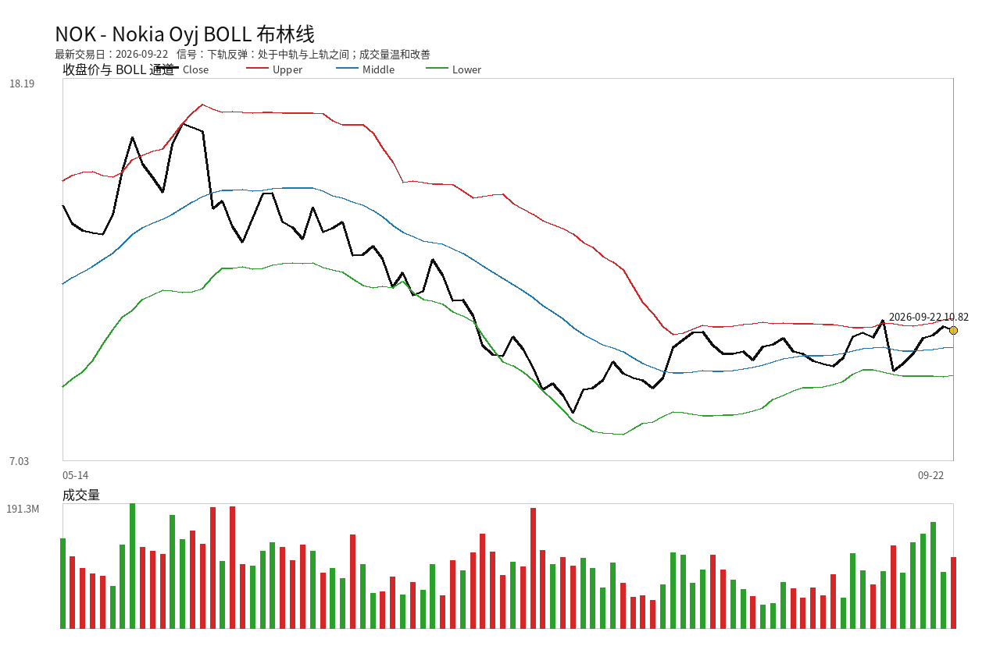 NOK - Nokia Oyj BOLL 布林线
最新交易日：2026-09-22 信号：下轨反弹：处于中轨与上轨之间；成交量温和改善
收盘价与 BOLL 通道 Close Upper Middle Lower
18.19
2026-09-22 10.82
7.03
05-14 09-22
成交量
191.3M